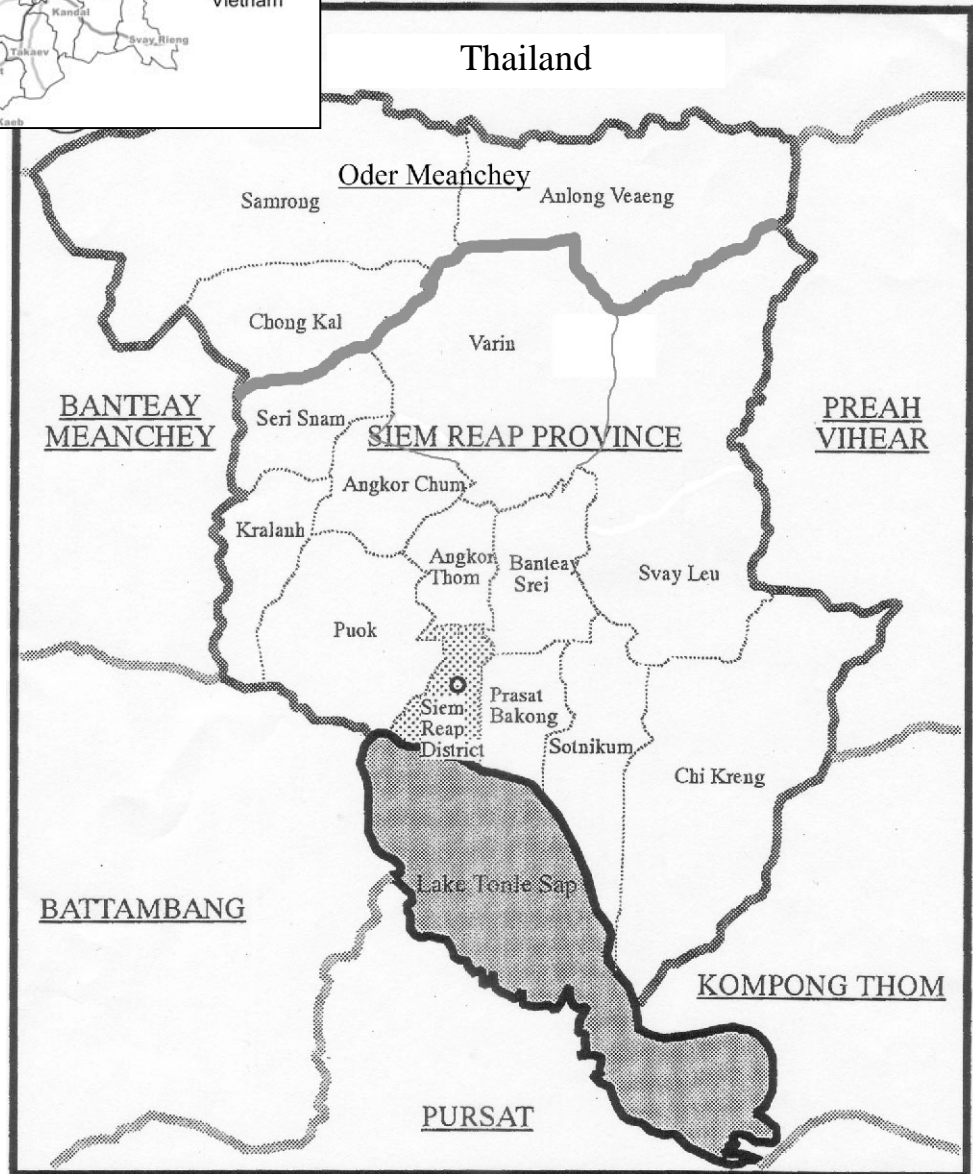 Vietnam
Kandal
Svay Rieng
Takaev
Kaeb
Thailand
Oder Meanchey
Samrong
Anlong Veaeng
Chong Kal
Varin
BANTEAY
MEANCHEY
Seri Snam
SIEM REAP PROVINCE
PREAH
VIHEAR
Angkor Chum
Kralanh
Angkor
Thom
Banteay
Srei
Svay Leu
Puok
Siem
Reap
District
Prasat
Bakong
Sotnikum
Chi Kreng
Lake Tonle Sap
BATTAMBANG
KOMPONG THOM
PURSAT